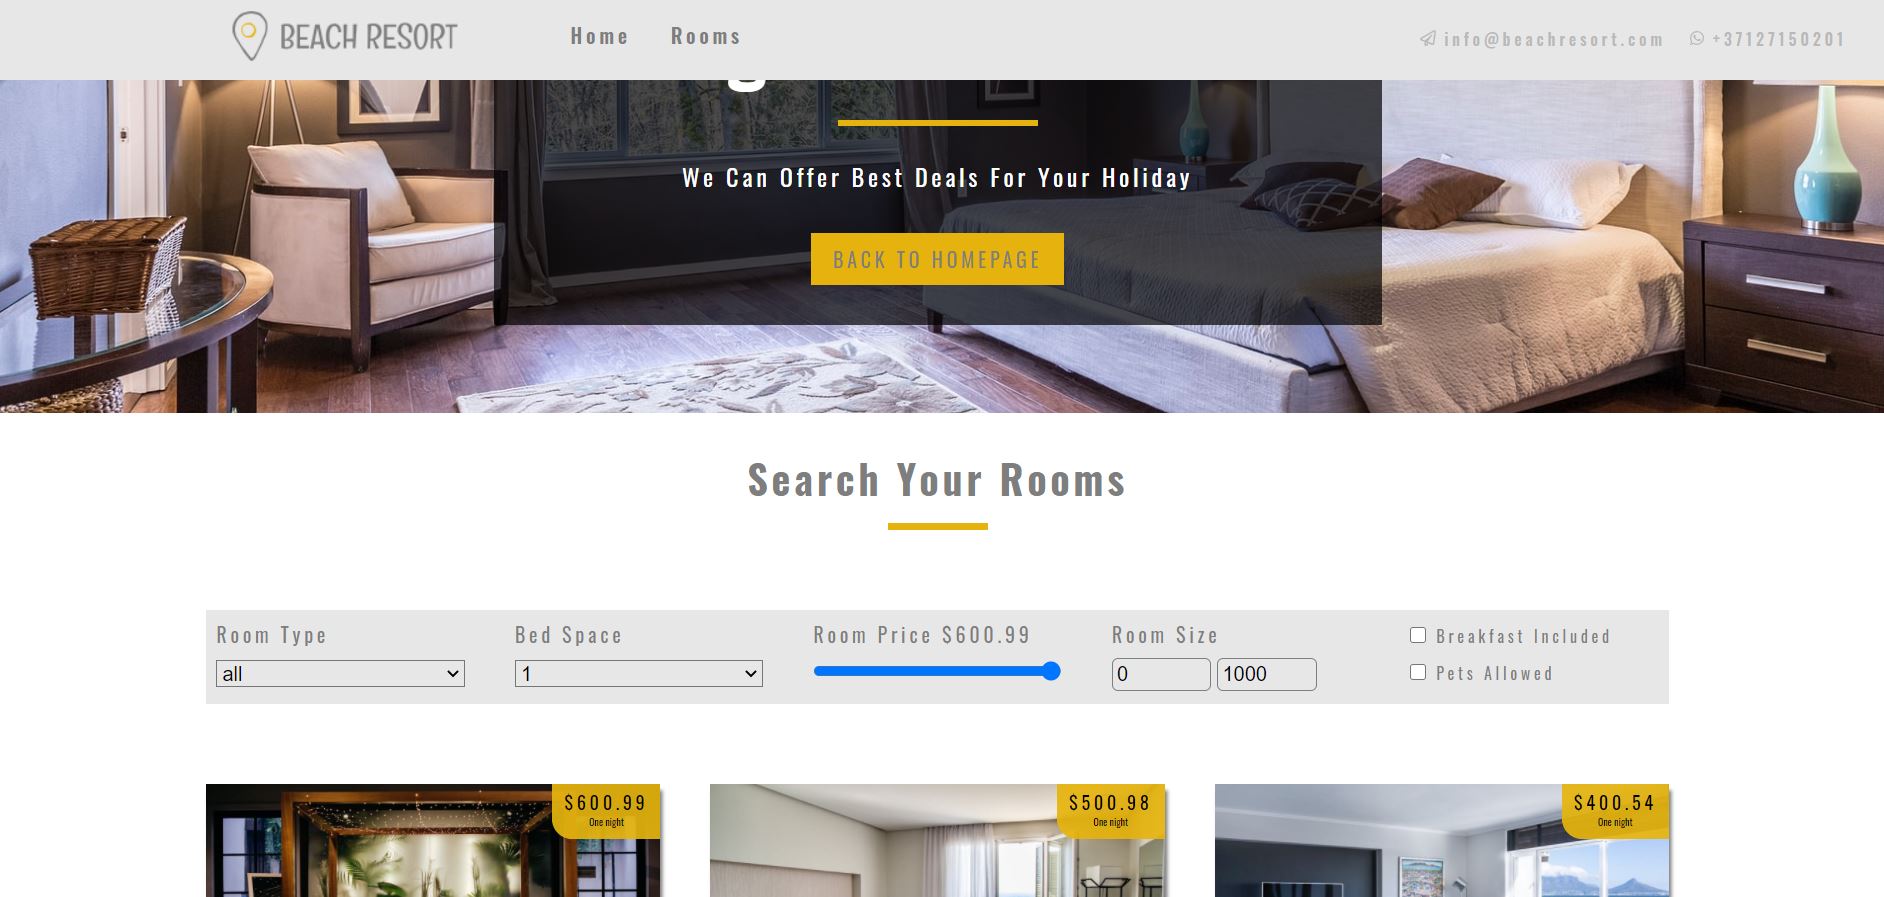 BEACH RESORT
Home Rooms
info@beachresort.com +37127150201
We Can Offer Best Deals For Your Holiday
BACK TO HOMEPAGE
Search Your Rooms
Room Type Bed Space Room Price $600.99 Room Size Breakfast Included
all 1 0 1000 Pets Allowed
$600.99 $500.98 $400.54
One night One night One night